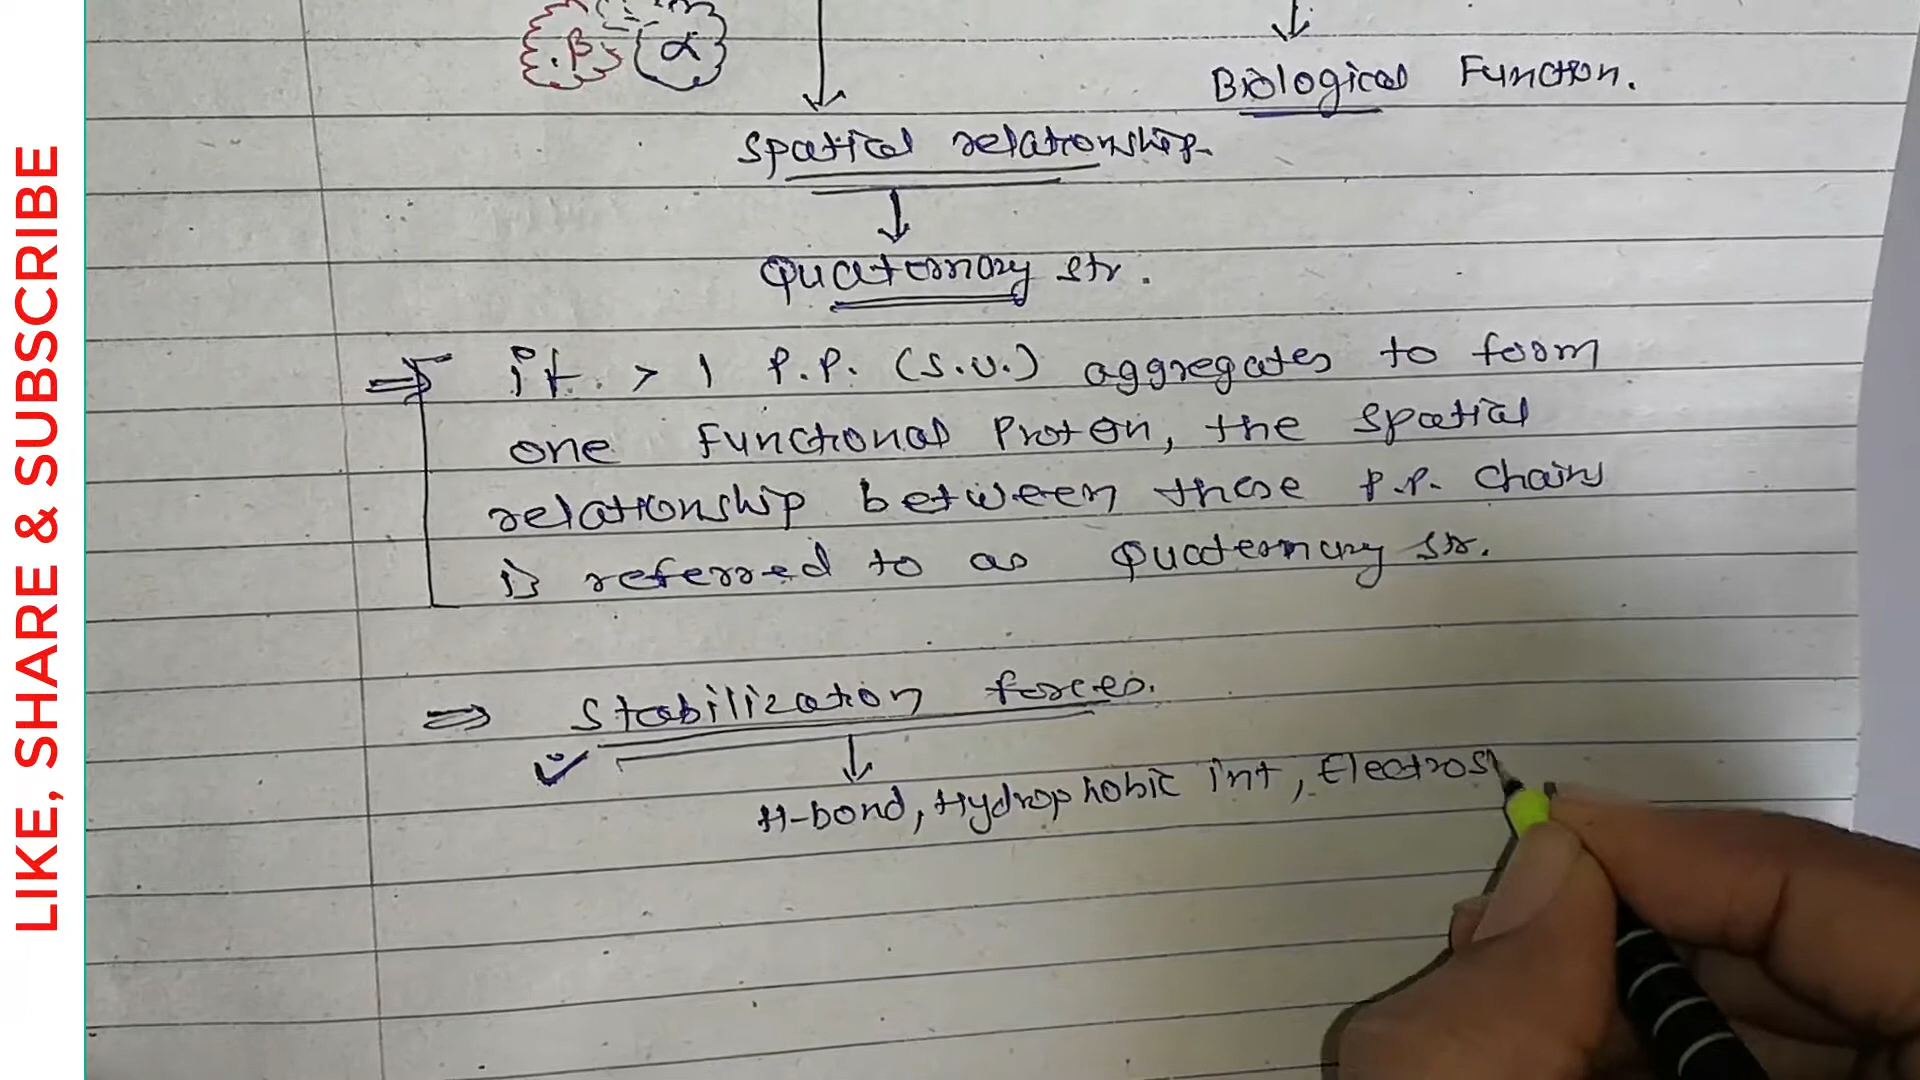 LIKE, SHARE & SUBSCRIBE
β α
Biological Function.
Spatial relationship.
Quaternary str.
⇒ if > 1 P.P. (S.U.) aggregates to form
one Functional Protein, the spatial
relationship between these P.P. chains
is referred to as Quaternary str.
⇒ Stabilization forces.
H-bond, Hydrophobic int, Electros